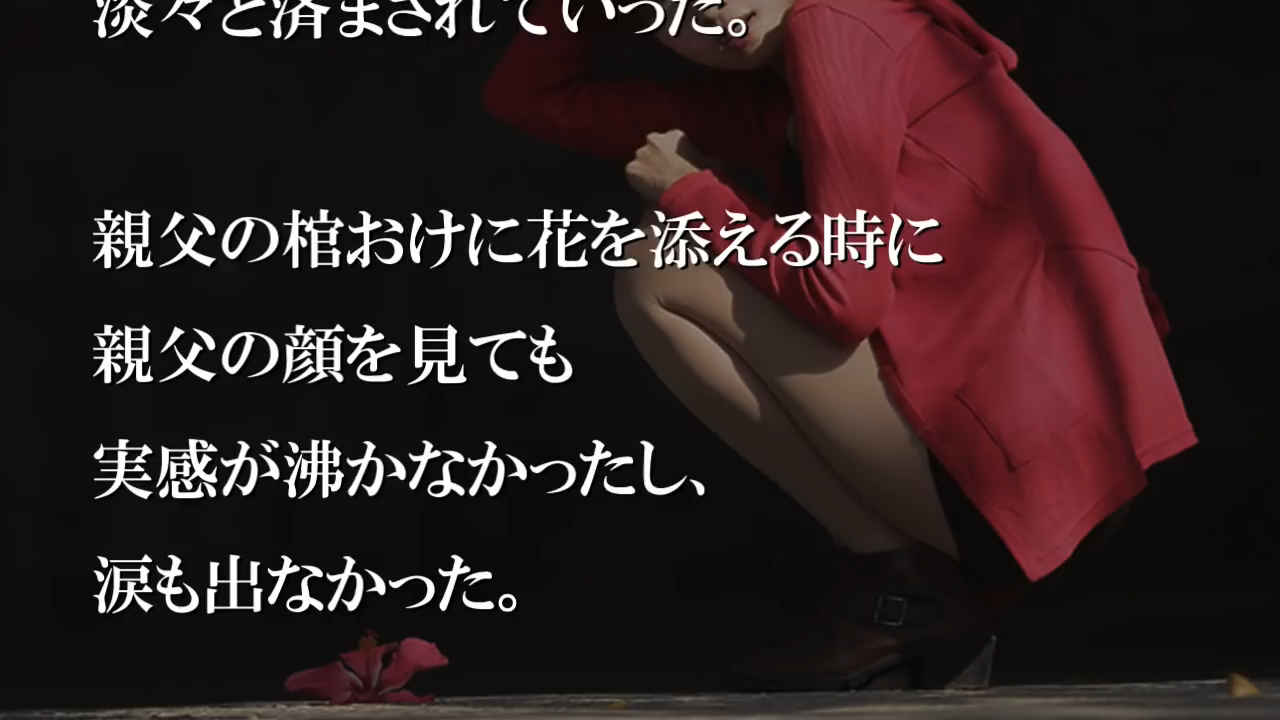 淡々と済まされていった。
親父の棺おけに花を添える時に
親父の顔を見ても
実感が沸かなかったし、
涙も出なかった。